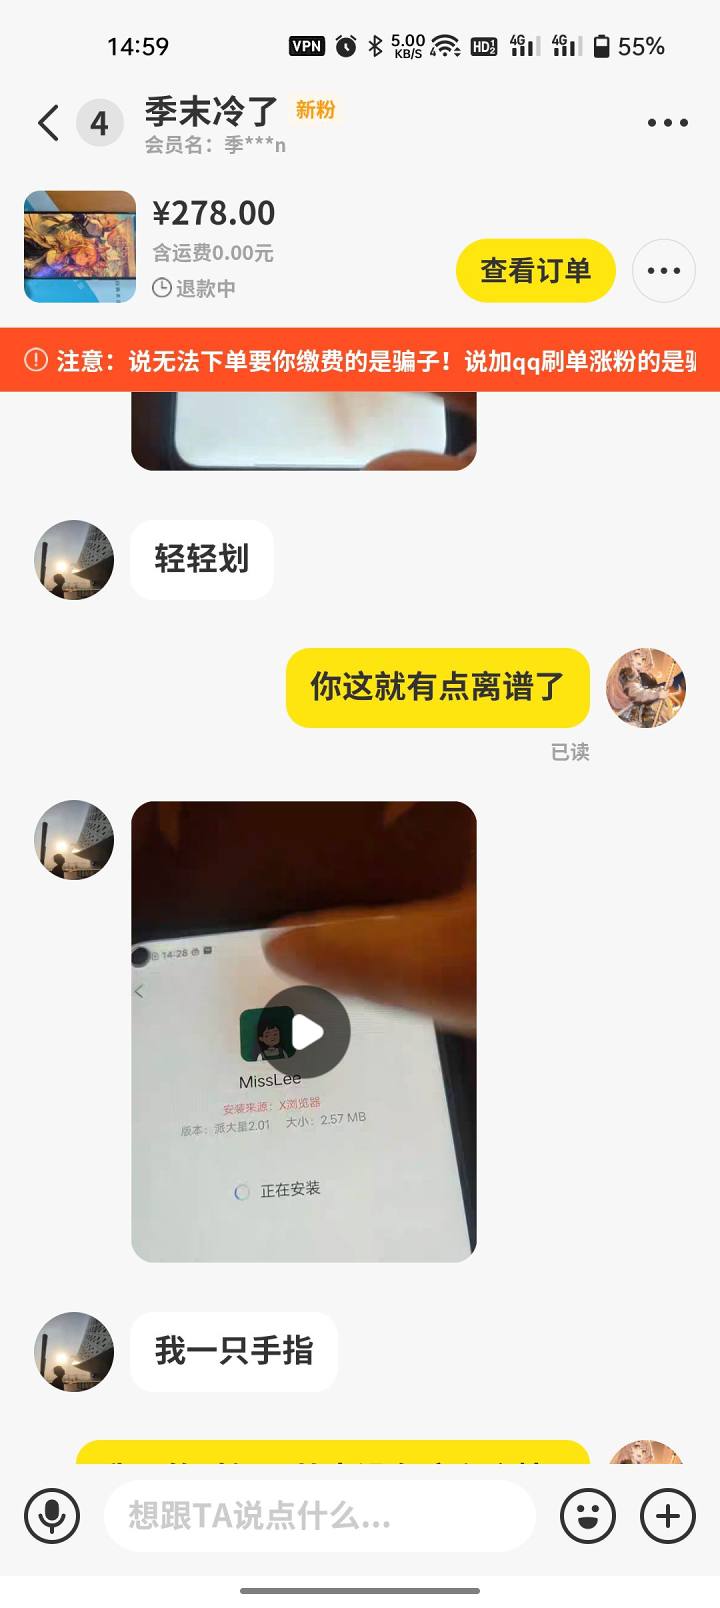 14:59
VPN
5.00
KB/S
HD
4G
4G
55%
4
季末冷了
新粉
会员名：季***n
¥278.00
含运费0.00元
退款中
查看订单
注意：说无法下单要你缴费的是骗子！说加qq刷单涨粉的是骗
轻轻划
你这就有点离谱了
已读
14:28
MissLee
安装来源：X浏览器
版本：派大星2.01 大小：2.57 MB
正在安装
我一只手指
想跟TA说点什么...